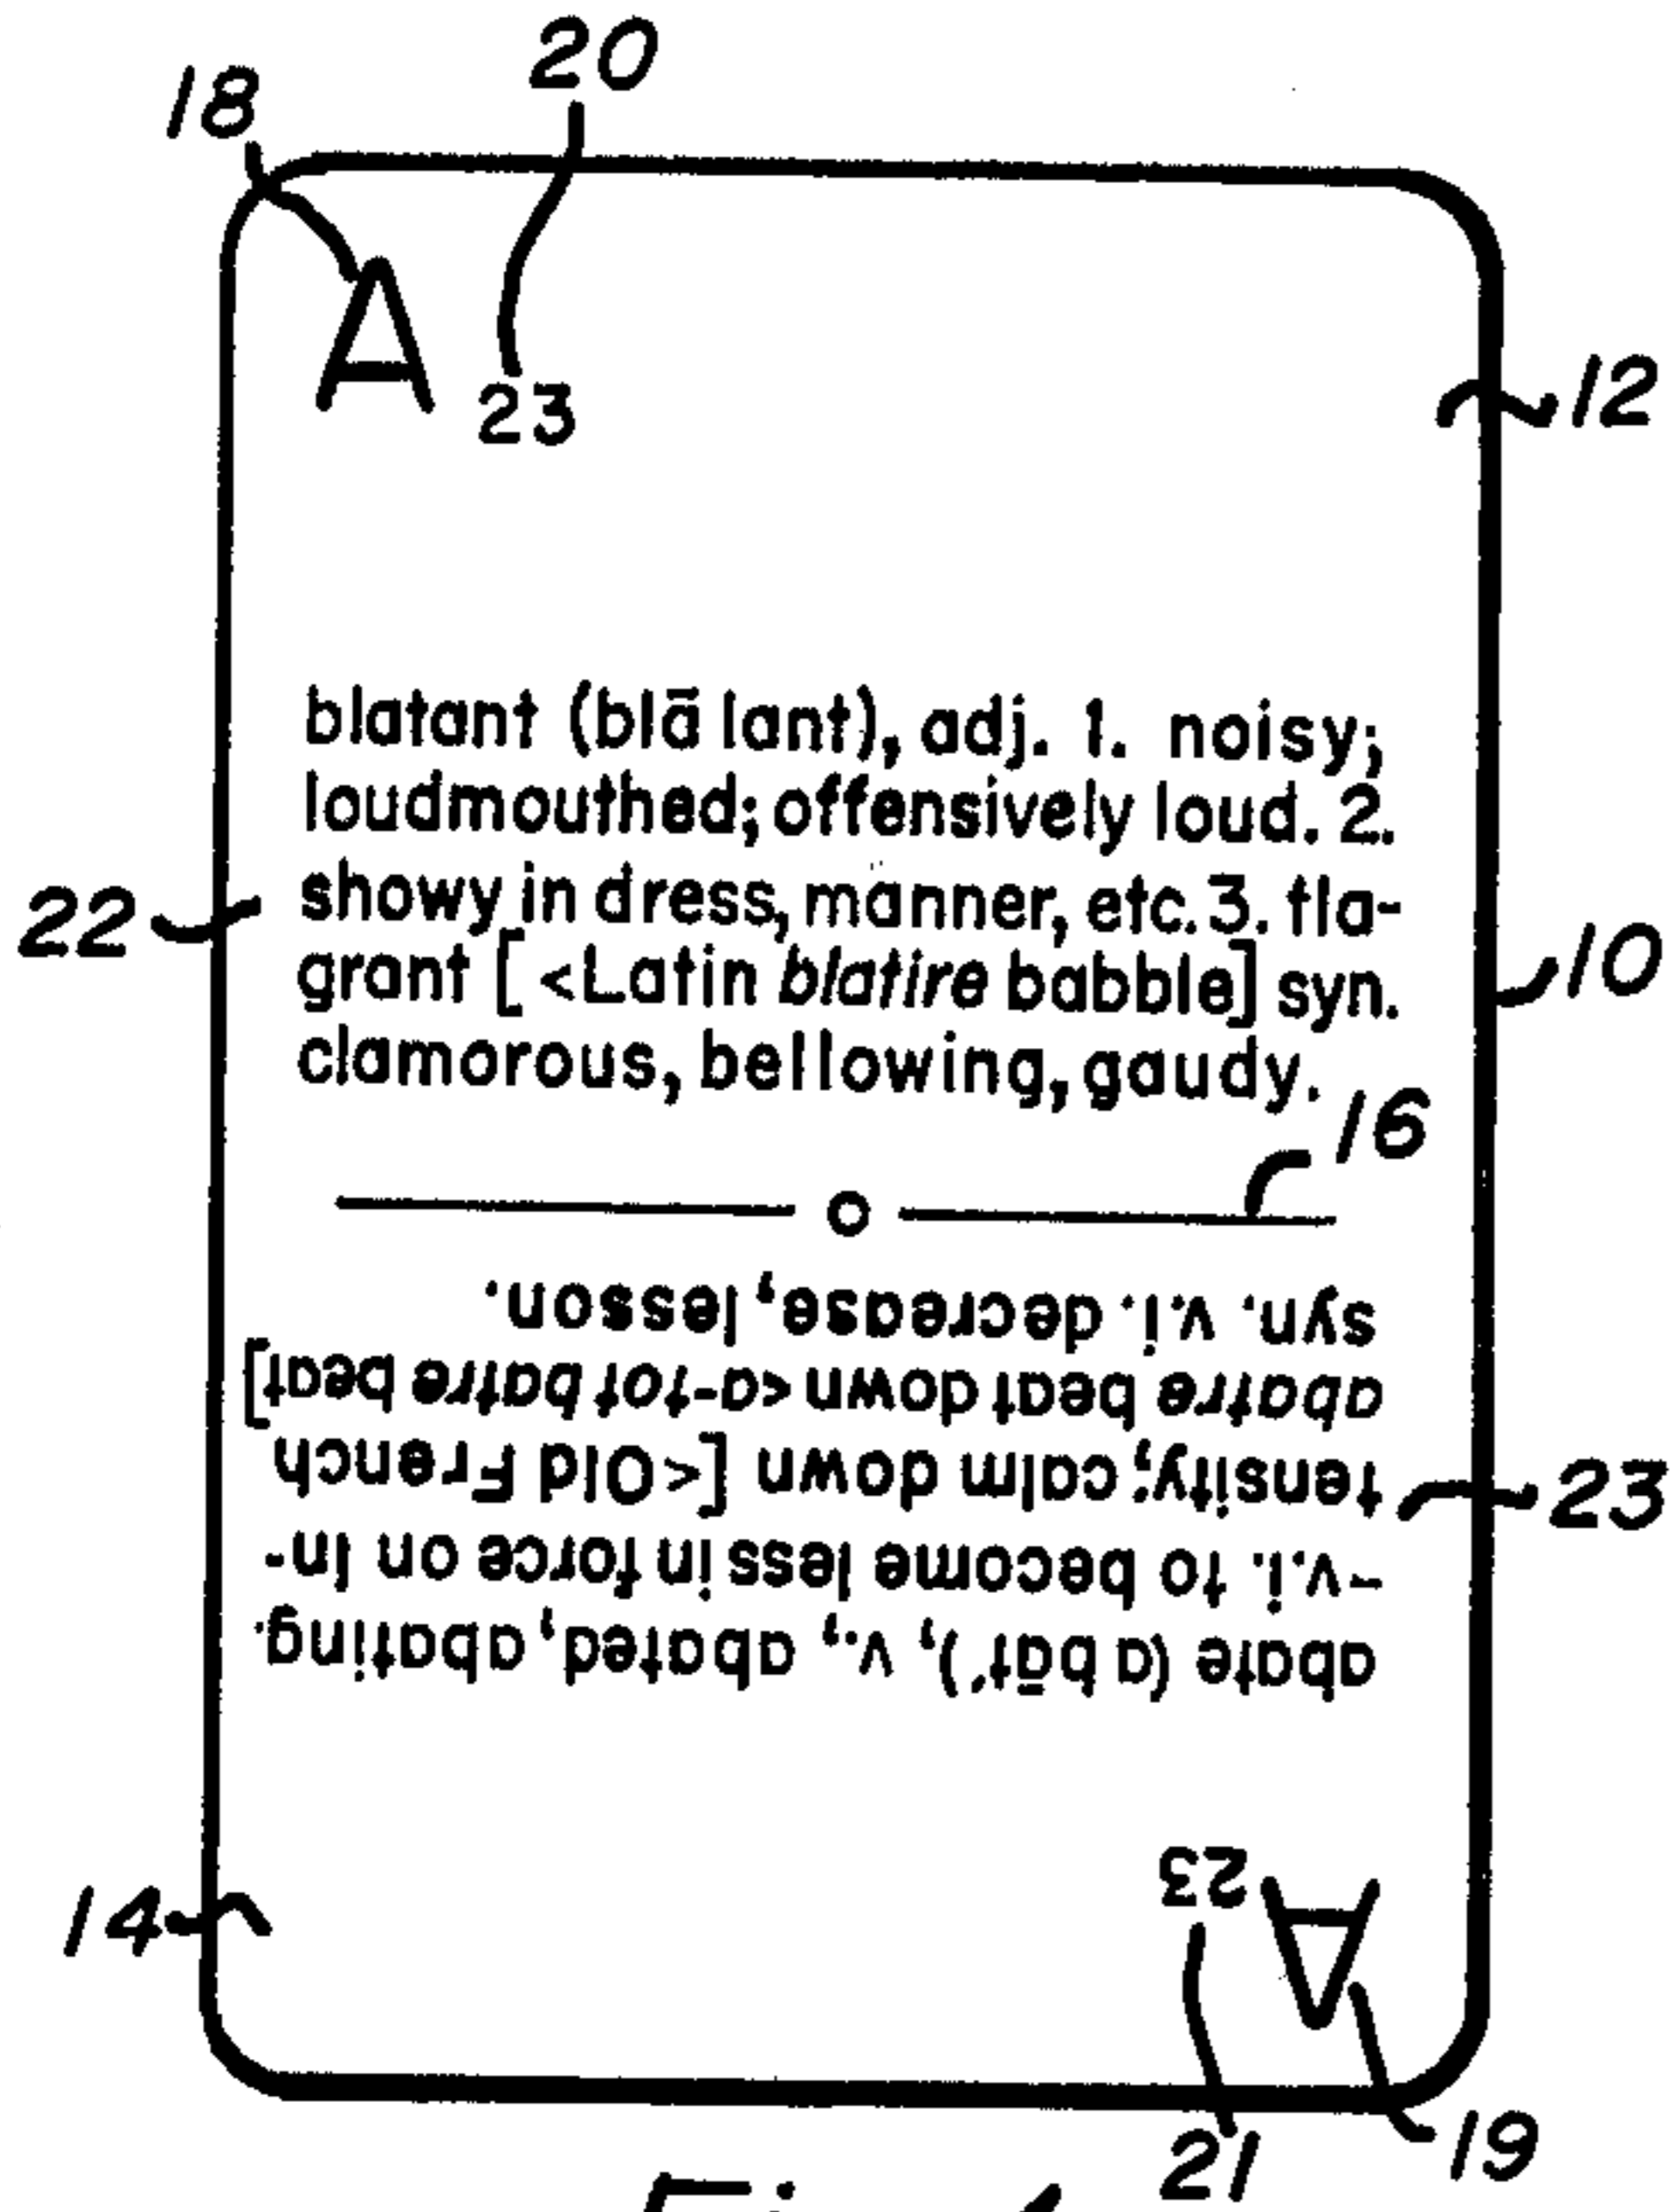 20
18
A
23
12
blatant (blā lant), adj. 1. noisy;
loudmouthed; offensively loud. 2.
showy in dress, manner, etc. 3. fla-
22
grant [<Latin blatire babble] syn.
10
clamorous, bellowing, gaudy.
16
abate (a bāt′), v., abated, abating.
-v.i. to become less in force on in-
tensity; calm down [<Old French
23
abatre beat down <a-tot batre beat]
syn. v.i. decrease, lesson.
14
A
23
21
19